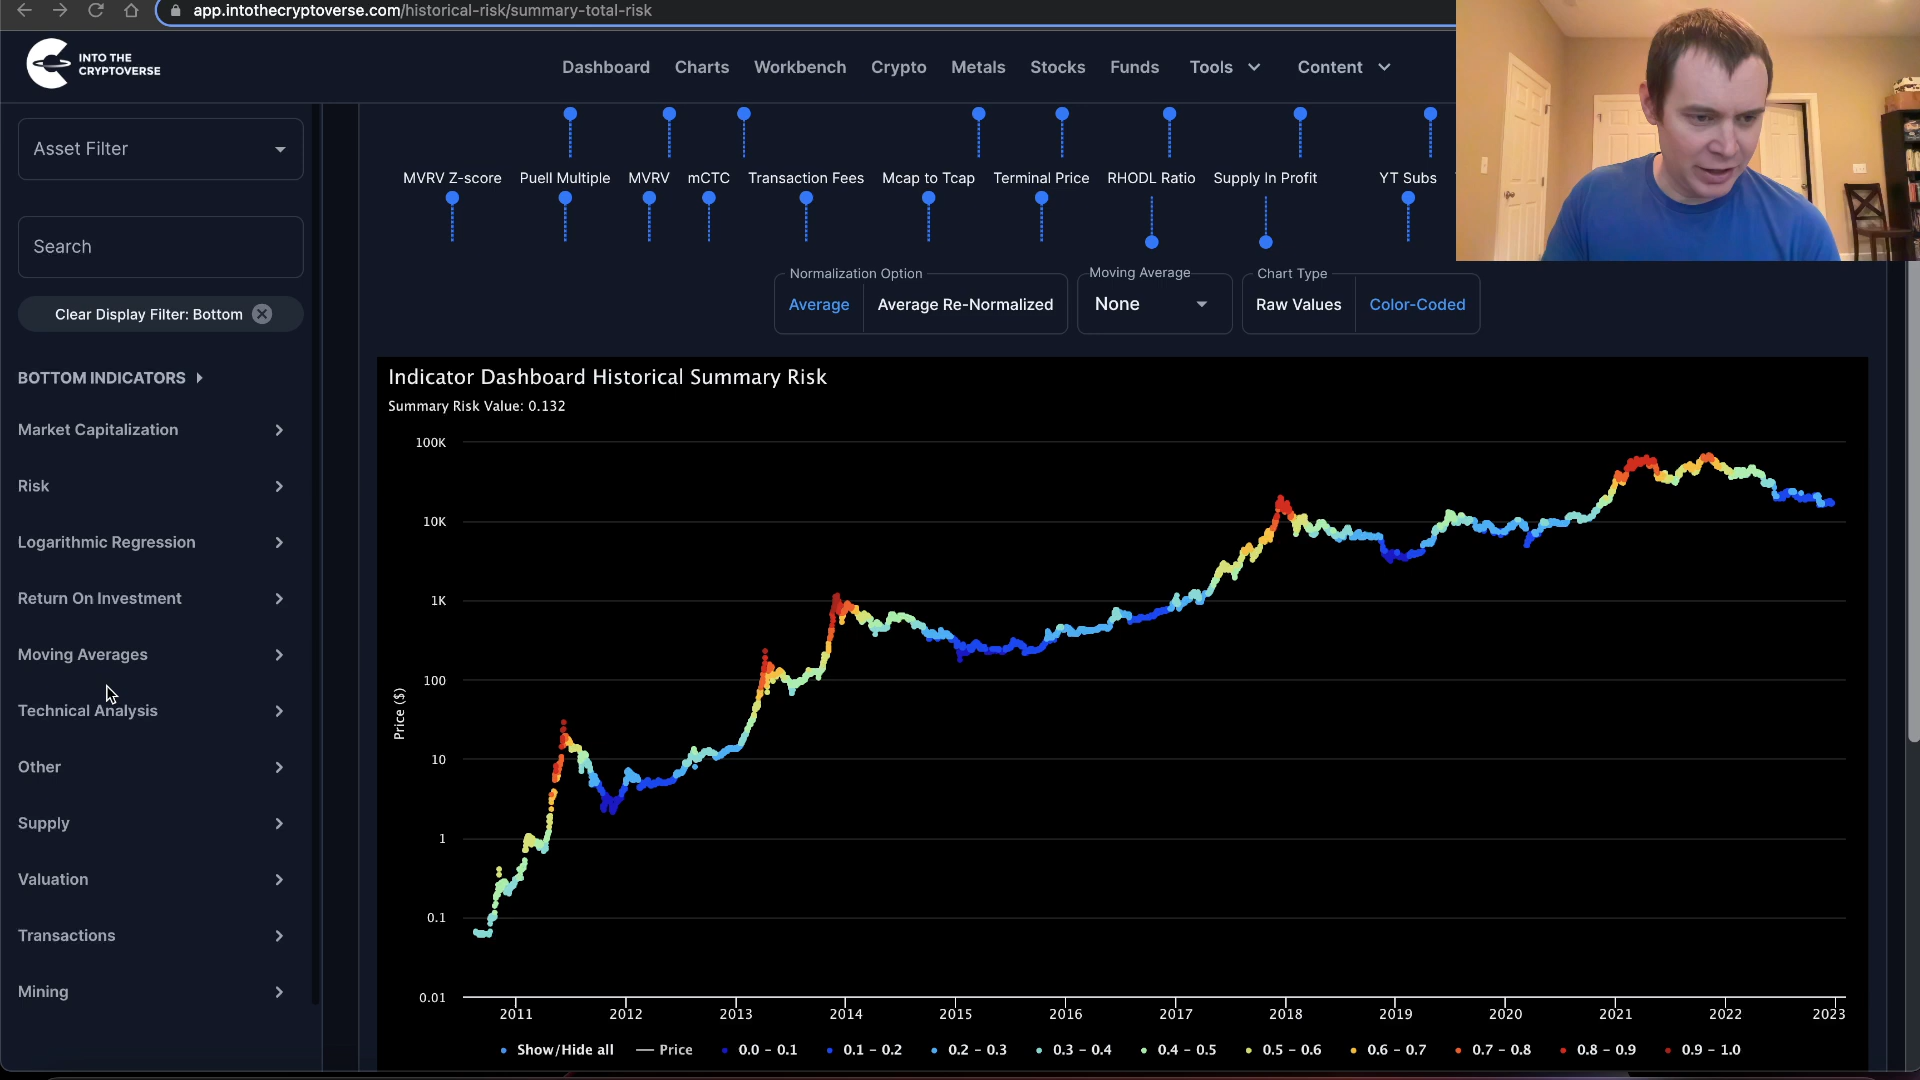 app.intothecryptoverse.com/historical-risk/summary-total-risk
INTO THE
CRYPTOVERSE
Dashboard Charts Workbench Crypto Metals Stocks Funds Tools Content
Asset Filter
Search
Clear Display Filter: Bottom
BOTTOM INDICATORS
Market Capitalization
Risk
Logarithmic Regression
Return On Investment
Moving Averages
Technical Analysis
Other
Supply
Valuation
Transactions
Mining
MVRV Z-score Puell Multiple MVRV mCTC Transaction Fees Mcap to Tcap Terminal Price RHODL Ratio Supply In Profit YT Subs
Normalization Option
Average Average Re-Normalized
Moving Average
None
Chart Type
Raw Values Color-Coded
Indicator Dashboard Historical Summary Risk
Summary Risk Value: 0.132
Price ($)
100K
10K
1K
100
10
1
0.1
0.01
2011 2012 2013 2014 2015 2016 2017 2018 2019 2020 2021 2022 2023
Show/Hide all Price 0.0 - 0.1 0.1 - 0.2 0.2 - 0.3 0.3 - 0.4 0.4 - 0.5 0.5 - 0.6 0.6 - 0.7 0.7 - 0.8 0.8 - 0.9 0.9 - 1.0